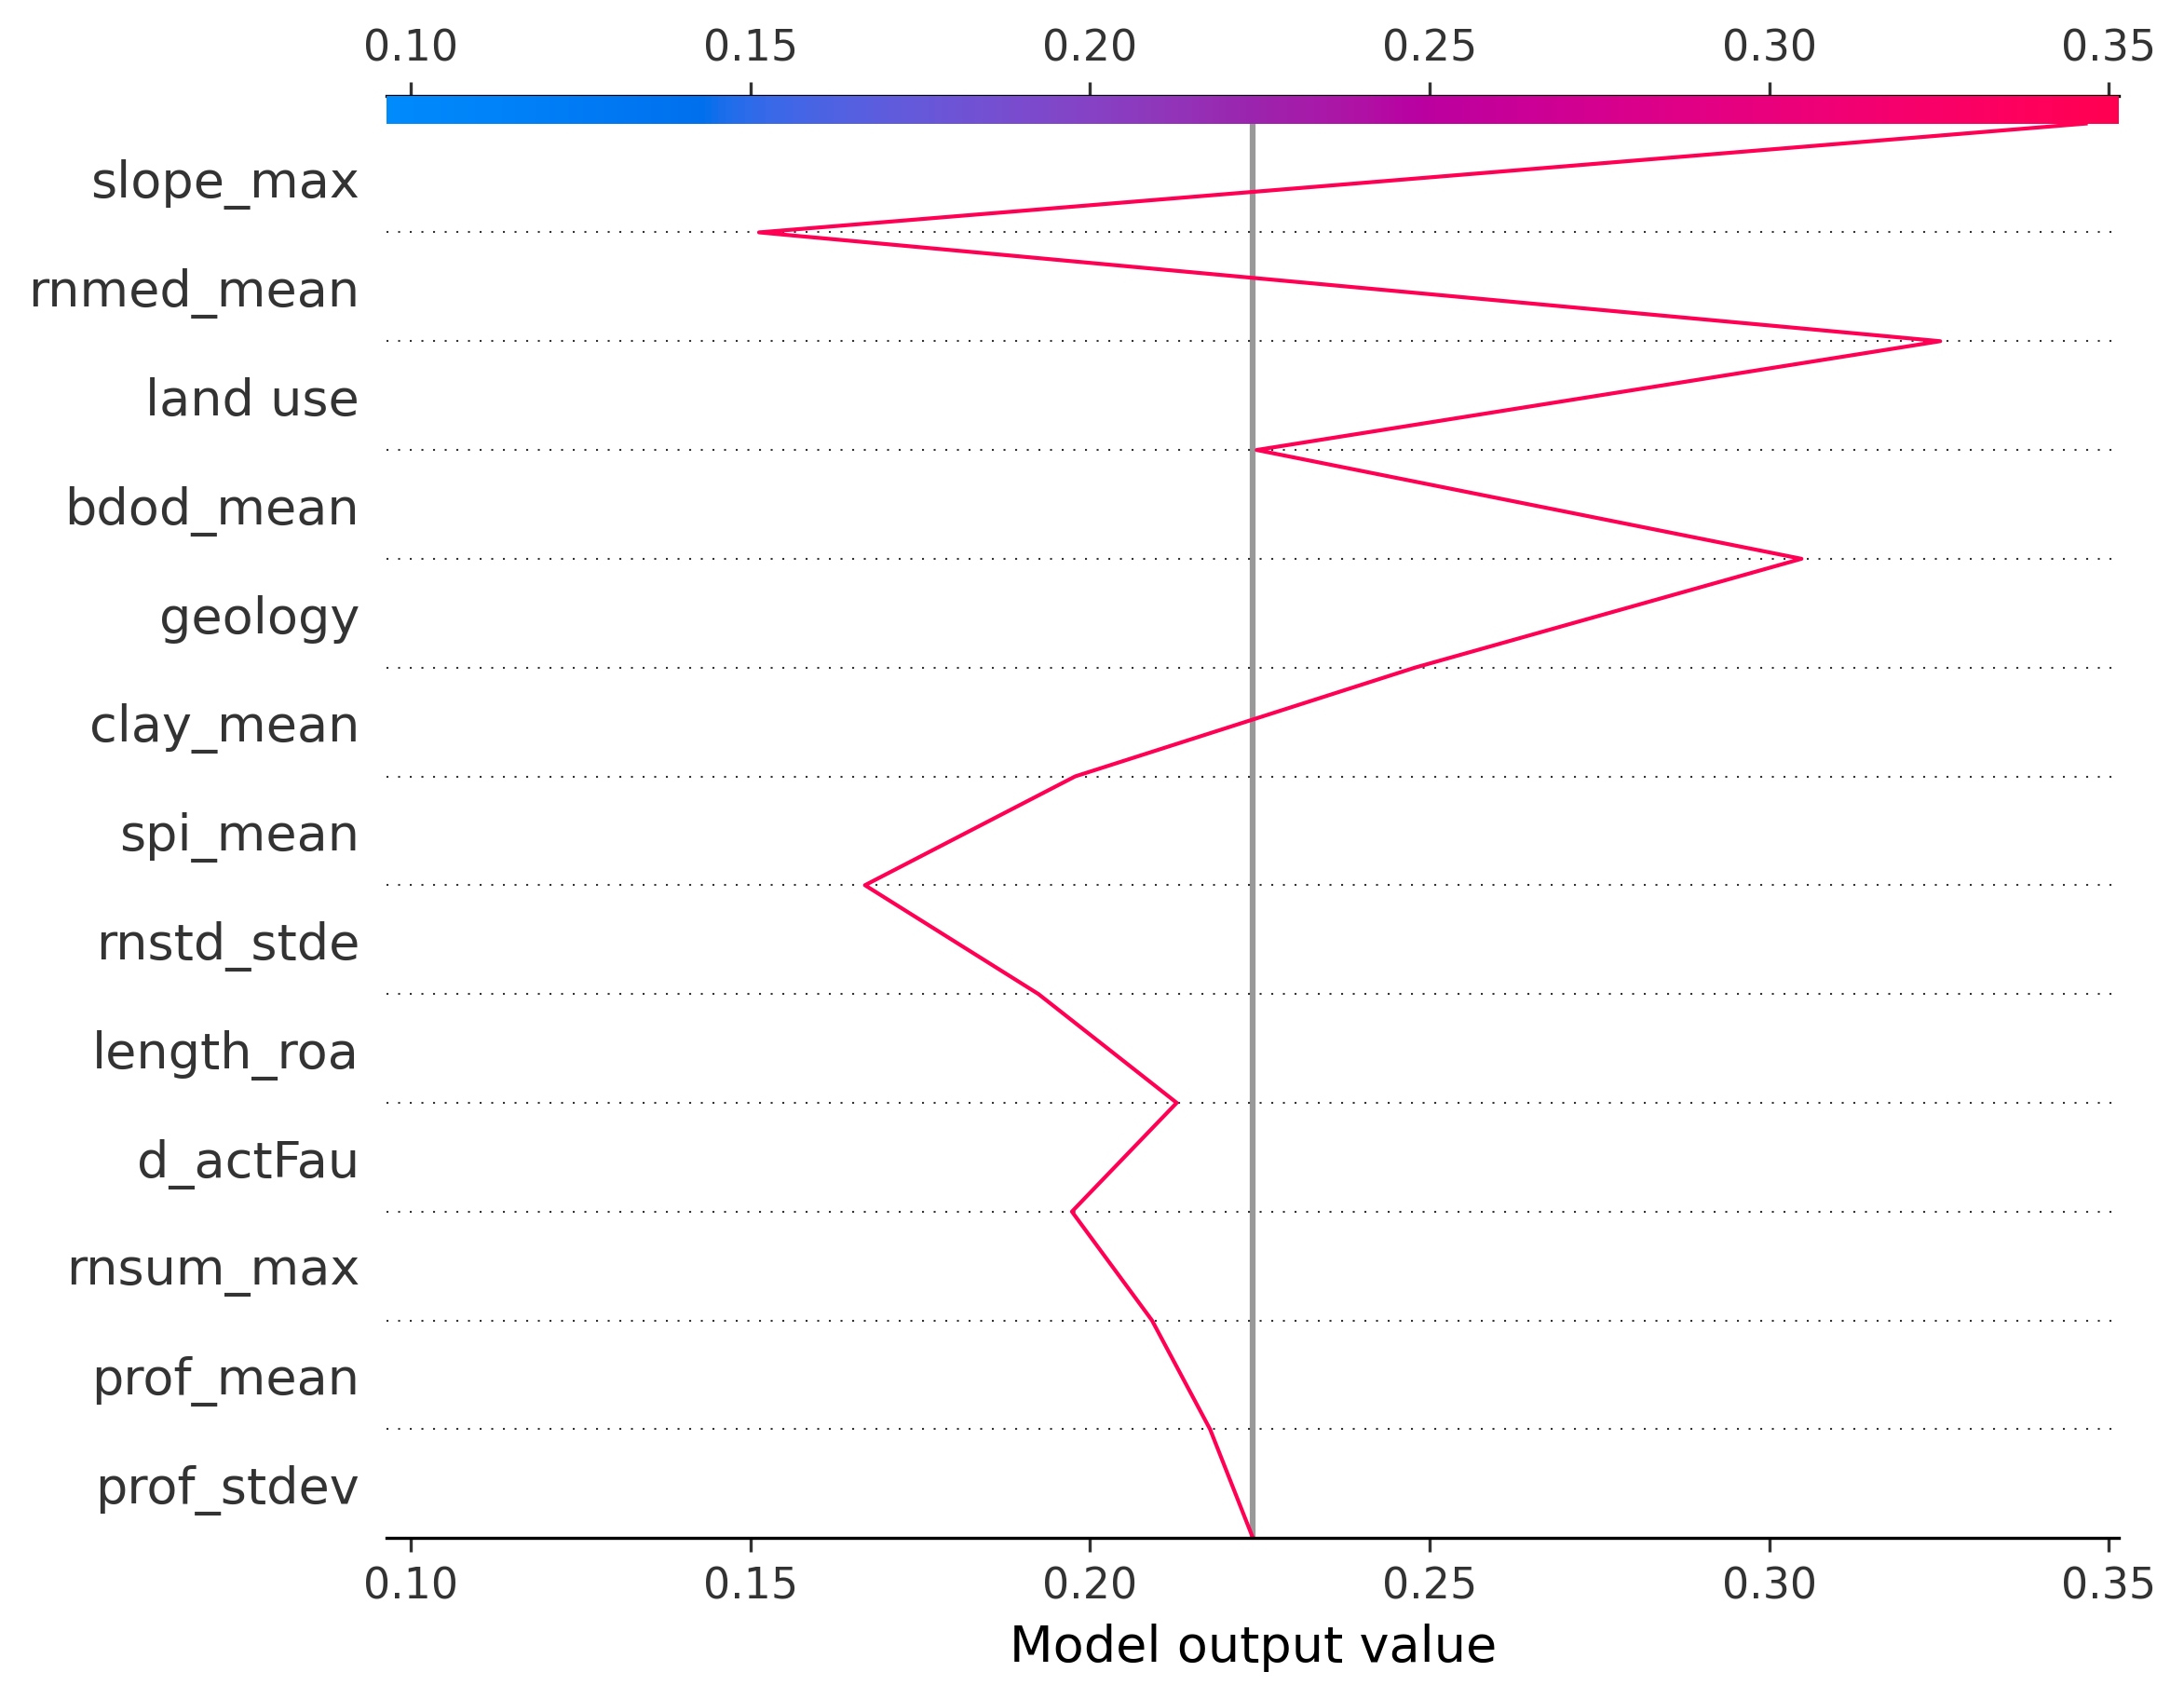 0.10 0.15 0.20 0.25 0.30 0.35
slope_max
rnmed_mean
land use
bdod_mean
geology
clay_mean
spi_mean
rnstd_stde
length_roa
d_actFau
rnsum_max
prof_mean
prof_stdev
0.10 0.15 0.20 0.25 0.30 0.35
Model output value